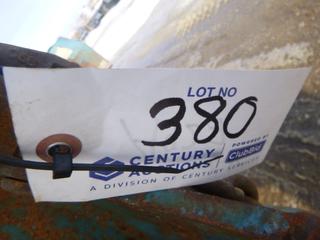 LOT NO
380
CENTURY
AUCTIONS
POWERED BY
ClubBid
A DIVISION OF CENTURY SERVICES